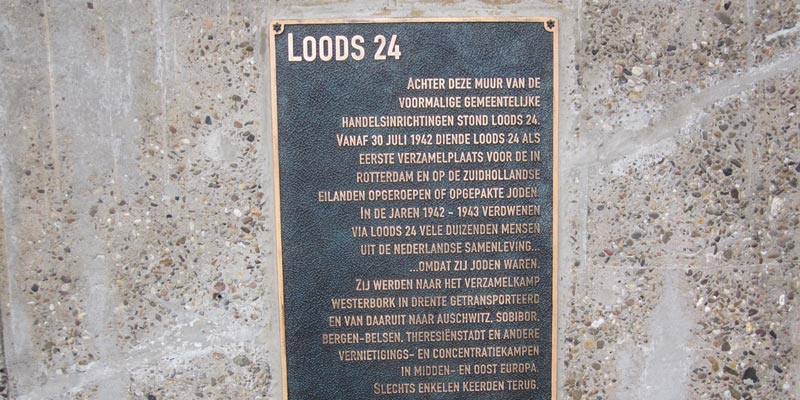 LOODS 24
ACHTER DEZE MUUR VAN DE
VOORMALIGE GEMEENTELIJKE
HANDELSINRICHTINGEN STOND LOODS 24.
VANAF 30 JULI 1942 DIENDE LOODS 24 ALS
EERSTE VERZAMELPLAATS VOOR DE IN
ROTTERDAM EN OP DE ZUIDHOLLANDSE
EILANDEN OPGEROEPEN OF OPGEPAKTE JODEN.
IN DE JAREN 1942 - 1943 VERDWENEN
VIA LOODS 24 VELE DUIZENDEN MENSEN
UIT DE NEDERLANDSE SAMENLEVING...
...OMDAT ZIJ JODEN WAREN.
ZIJ WERDEN NAAR HET VERZAMELKAMP
WESTERBORK IN DRENTE GETRANSPORTEERD
EN VAN DAARUIT NAAR AUSCHWITZ, SOBIBOR,
BERGEN-BELSEN, THERESIËNSTADT EN ANDERE
VERNIETIGINGS- EN CONCENTRATIEKAMPEN
IN MIDDEN- EN OOST EUROPA.
SLECHTS ENKELEN KEERDEN TERUG.